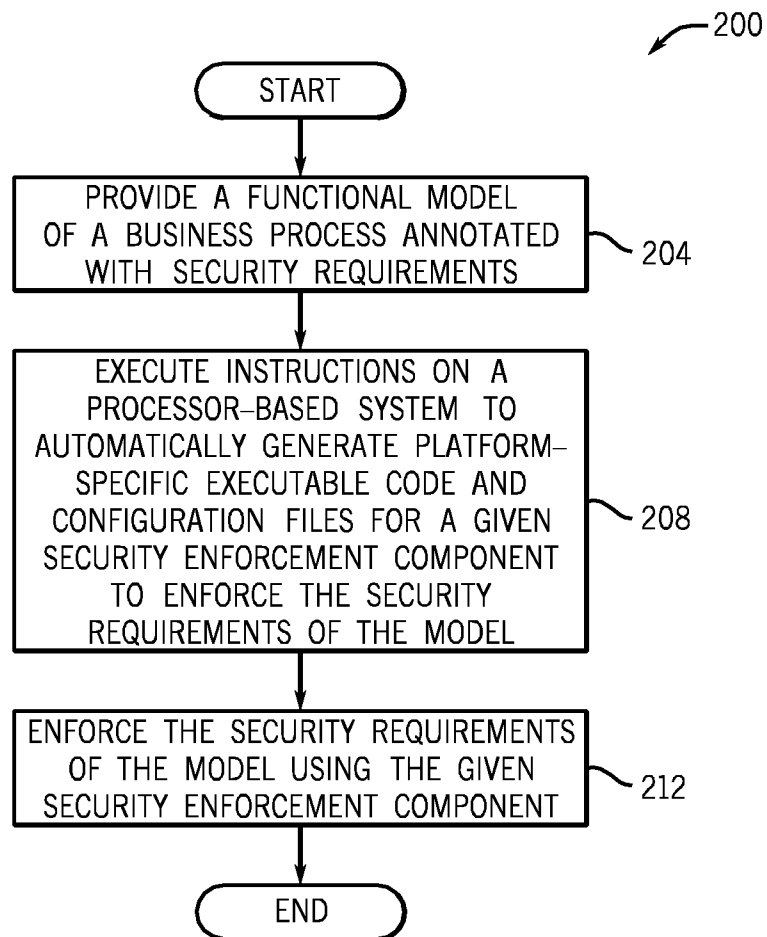 200
START
PROVIDE A FUNCTIONAL MODEL
OF A BUSINESS PROCESS ANNOTATED
WITH SECURITY REQUIREMENTS
204
EXECUTE INSTRUCTIONS ON A
PROCESSOR–BASED SYSTEM TO
AUTOMATICALLY GENERATE PLATFORM–
SPECIFIC EXECUTABLE CODE AND
CONFIGURATION FILES FOR A GIVEN
SECURITY ENFORCEMENT COMPONENT
TO ENFORCE THE SECURITY
REQUIREMENTS OF THE MODEL
208
ENFORCE THE SECURITY REQUIREMENTS
OF THE MODEL USING THE GIVEN
SECURITY ENFORCEMENT COMPONENT
212
END